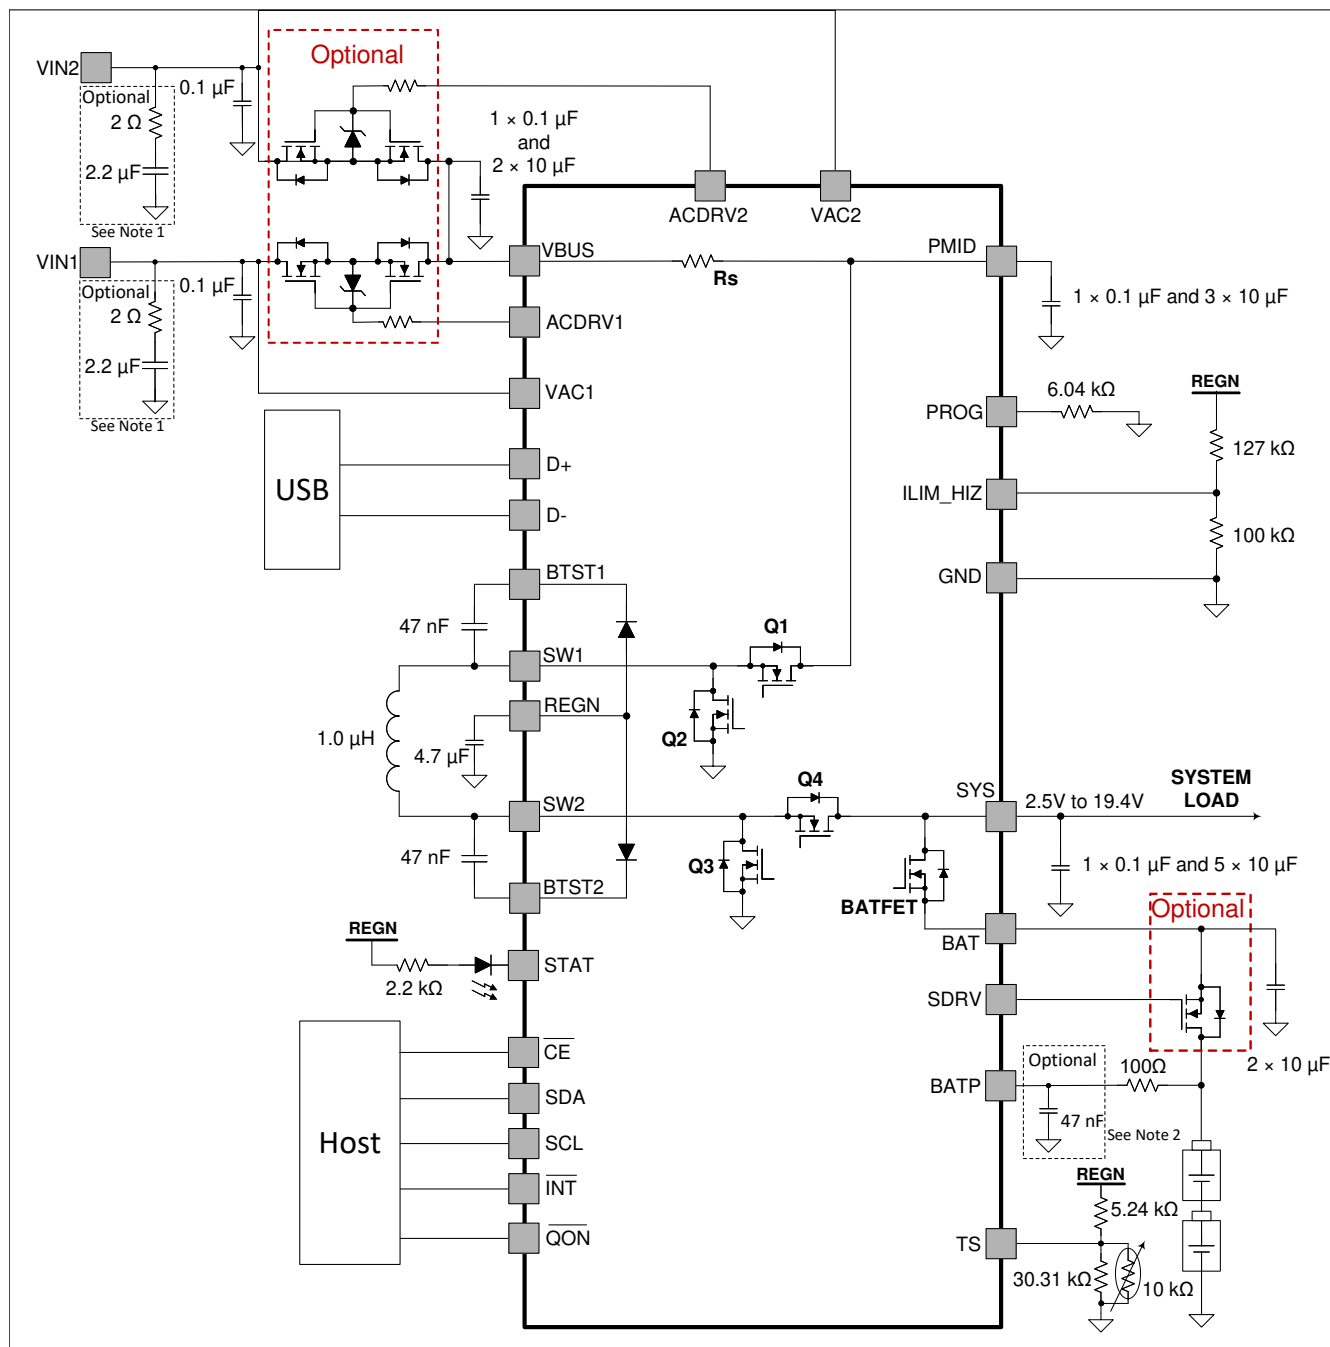 Optional
VIN2
0.1 µF
Optional
2 Ω
2.2 µF
See Note 1
1 × 0.1 µF
and
2 × 10 µF
ACDRV2
VAC2
VIN1
0.1 µF
Optional
2 Ω
2.2 µF
See Note 1
VBUS
Rs
PMID
1 × 0.1 µF and 3 × 10 µF
ACDRV1
VAC1
PROG
6.04 kΩ
REGN
127 kΩ
USB
D+
D-
ILIM_HIZ
100 kΩ
GND
BTST1
47 nF
SW1
Q1
REGN
Q2
1.0 µH
4.7 µF
SW2
Q4
SYS
2.5V to 19.4V
SYSTEM
LOAD
47 nF
Q3
BATFET
1 × 0.1 µF and 5 × 10 µF
BTST2
Optional
REGN
BAT
STAT
2.2 kΩ
SDRV
2 × 10 µF
Host
CE
SDA
SCL
INT
QON
BATP
Optional
47 nF
100Ω
See Note 2
REGN
5.24 kΩ
TS
30.31 kΩ
10 kΩ